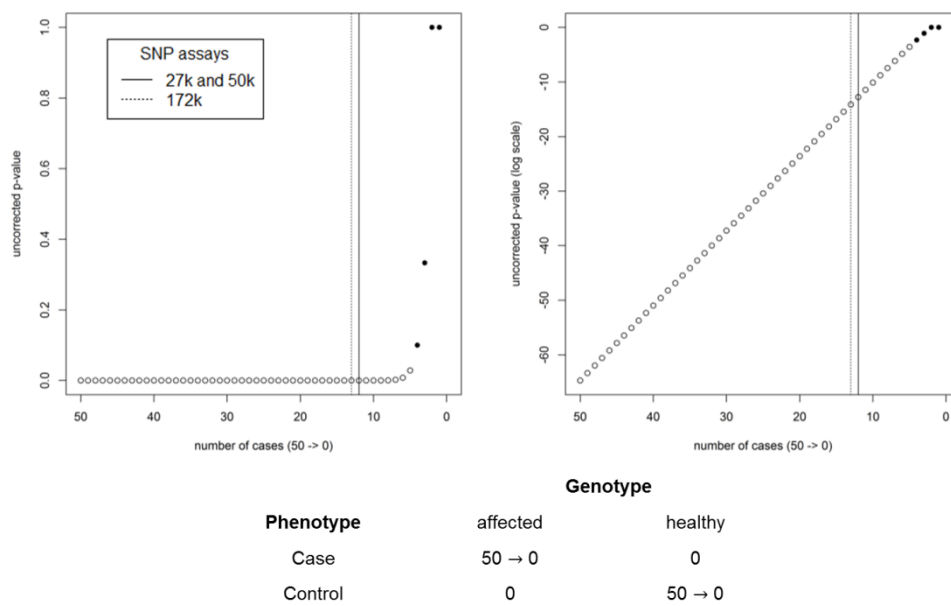 SNP assays
27k and 50k
172k
uncorrected p-value
1.0
0.8
0.6
0.4
0.2
0.0
50
40
30
20
10
0
number of cases (50 -> 0)
uncorrected p-value (log scale)
0
-10
-20
-30
-40
-50
-60
50
40
30
20
10
0
number of cases (50 -> 0)
Genotype
Phenotype affected healthy
Case 50 → 0 0
Control 0 50 → 0